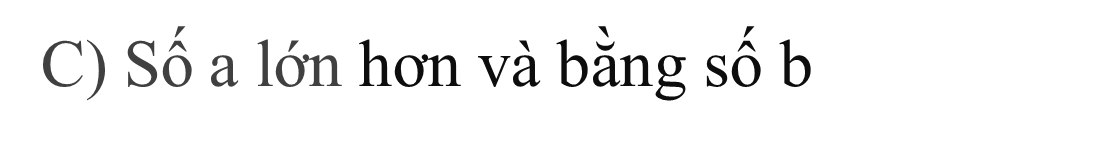 C) Số a lớn hơn và bằng số b